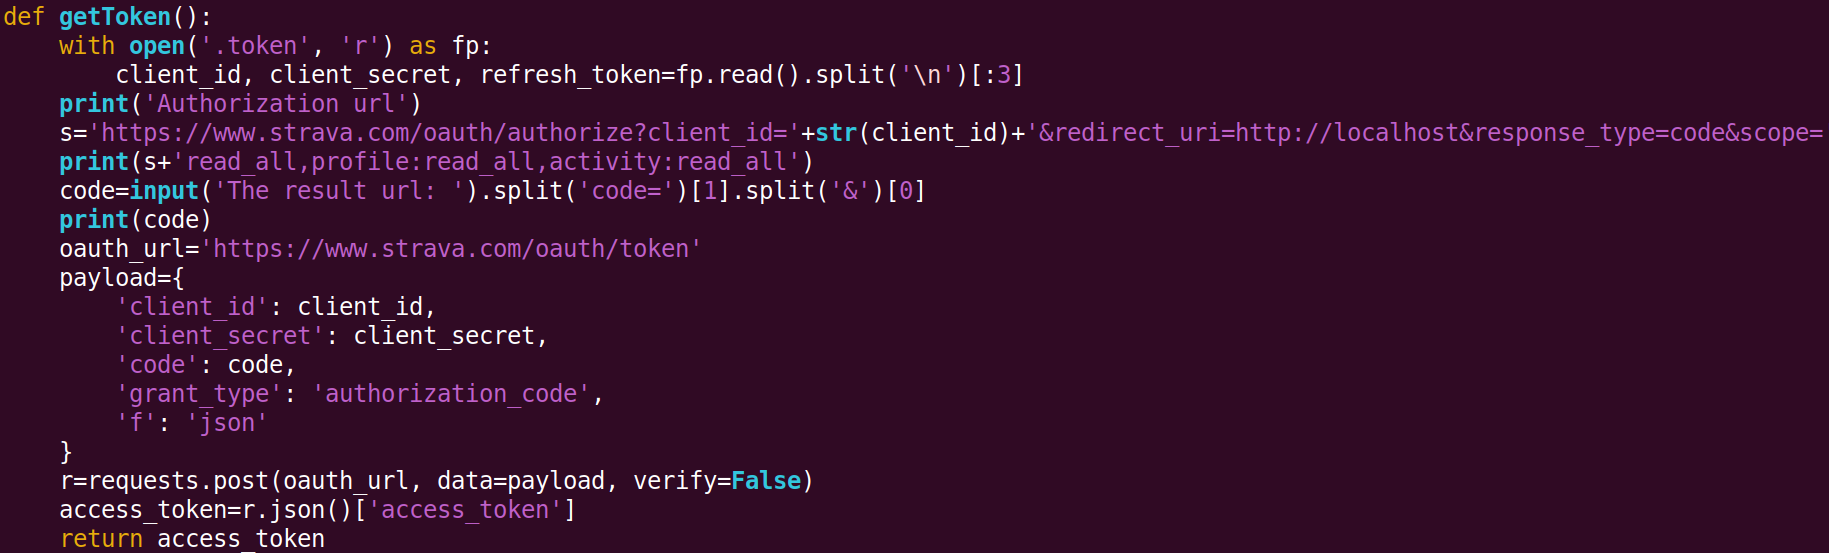 def getToken():
    with open('.token', 'r') as fp:
        client_id, client_secret, refresh_token=fp.read().split('\n')[:3]
    print('Authorization url')
    s='https://www.strava.com/oauth/authorize?client_id='+str(client_id)+'&redirect_uri=http://localhost&response_type=code&scope=
    print(s+'read_all,profile:read_all,activity:read_all')
    code=input('The result url: ').split('code=')[1].split('&')[0]
    print(code)
    oauth_url='https://www.strava.com/oauth/token'
    payload={
        'client_id': client_id,
        'client_secret': client_secret,
        'code': code,
        'grant_type': 'authorization_code',
        'f': 'json'
    }
    r=requests.post(oauth_url, data=payload, verify=False)
    access_token=r.json()['access_token']
    return access_token